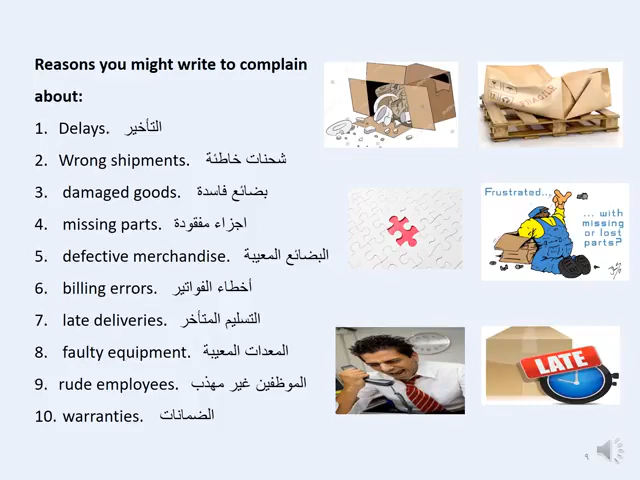 Reasons you might write to complain
about:
1. Delays. التأخير
2. Wrong shipments. شحنات خاطئة
3. damaged goods. بضائع فاسدة
4. missing parts. اجزاء مفقودة
5. defective merchandise. البضائع المعيبة
6. billing errors. أخطاء الفواتير
7. late deliveries. التسليم المتأخر
8. faulty equipment. المعدات المعيبة
9. rude employees. الموظفين غير مهذب
10. warranties. الضمانات
FRAGILE
Frustrated...
... with
missing
or lost
parts?
LATE
٩